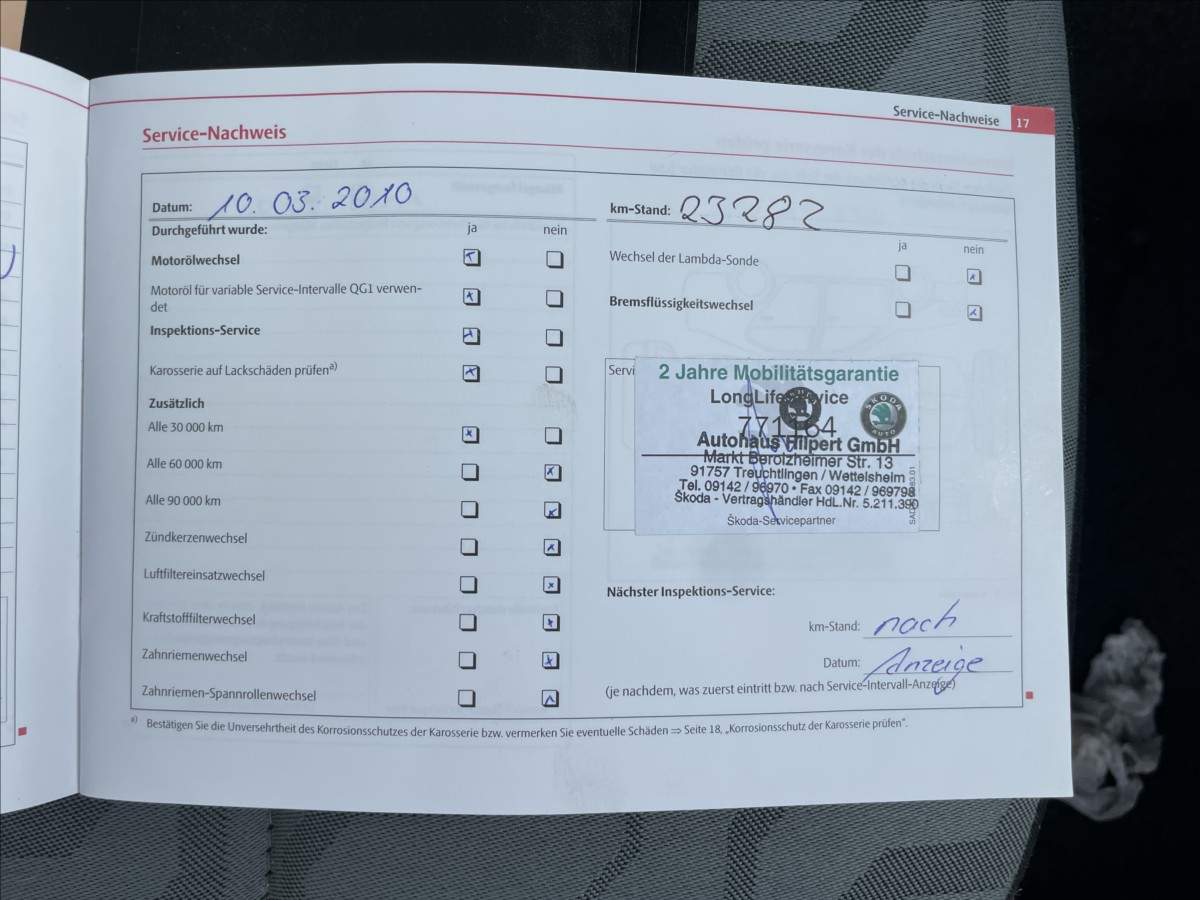 Service-Nachweise 17
Service-Nachweis
Datum: 10. 03. 2010
km-Stand: 23282
Durchgeführt wurde: ja nein
ja nein
Motorölwechsel
Wechsel der Lambda-Sonde
Motoröl für variable Service-Intervalle QG1 verwen-
det
Bremsflüssigkeitswechsel
Inspektions-Service
Karosserie auf Lackschäden prüfen a)
Zusätzlich
Alle 30 000 km
Alle 60 000 km
Alle 90 000 km
Zündkerzenwechsel
Luftfiltereinsatzwechsel
Kraftstofffilterwechsel
Zahnriemenwechsel
Zahnriemen-Spannrollenwechsel
Servi
2 Jahre Mobilitätsgarantie
LongLife
ŠKODA
AUTO
Autohaus Hilpert GmbH
Markt Berolzheimer Str. 13
91757 Treuchtlingen / Wettelsheim
Tel. 09142 / 96970 • Fax 09142 / 969798
Škoda - Vertragshändler HdL.Nr. 5.211.390
Škoda-Servicepartner
Nächster Inspektions-Service:
km-Stand: nach
Datum: Anzeige
(je nachdem, was zuerst eintritt bzw. nach Service-Intervall-Anzeige)
a) Bestätigen Sie die Unversehrtheit des Korrosionsschutzes der Karosserie bzw. vermerken Sie eventuelle Schäden ⇒ Seite 18, „Korrosionsschutz der Karosserie prüfen“.